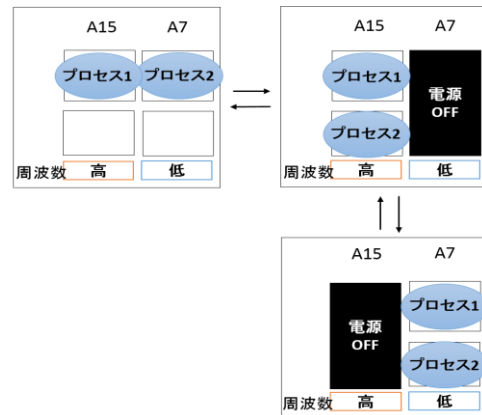 A15 A7
プロセス1 プロセス2
周波数 高 低
A15 A7
プロセス1
電源
OFF
プロセス2
周波数 高 低
A15 A7
プロセス1
電源
OFF
プロセス2
周波数 高 低